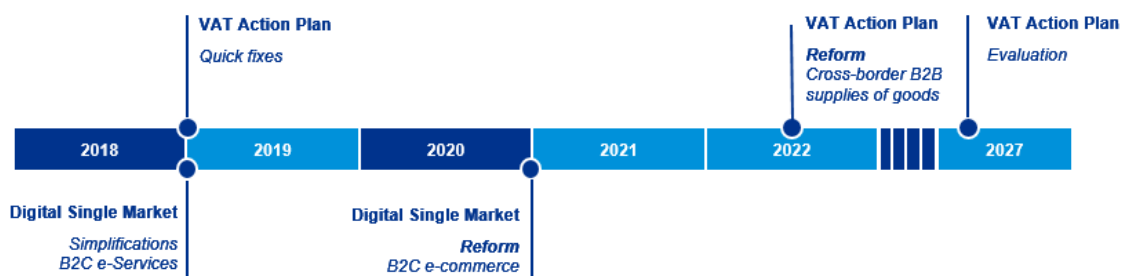 VAT Action Plan
Quick fixes
VAT Action Plan
Reform
Cross-border B2B
supplies of goods
VAT Action Plan
Evaluation
2018
2019
2020
2021
2022
2027
Digital Single Market
Simplifications
B2C e-Services
Digital Single Market
Reform
B2C e-commerce